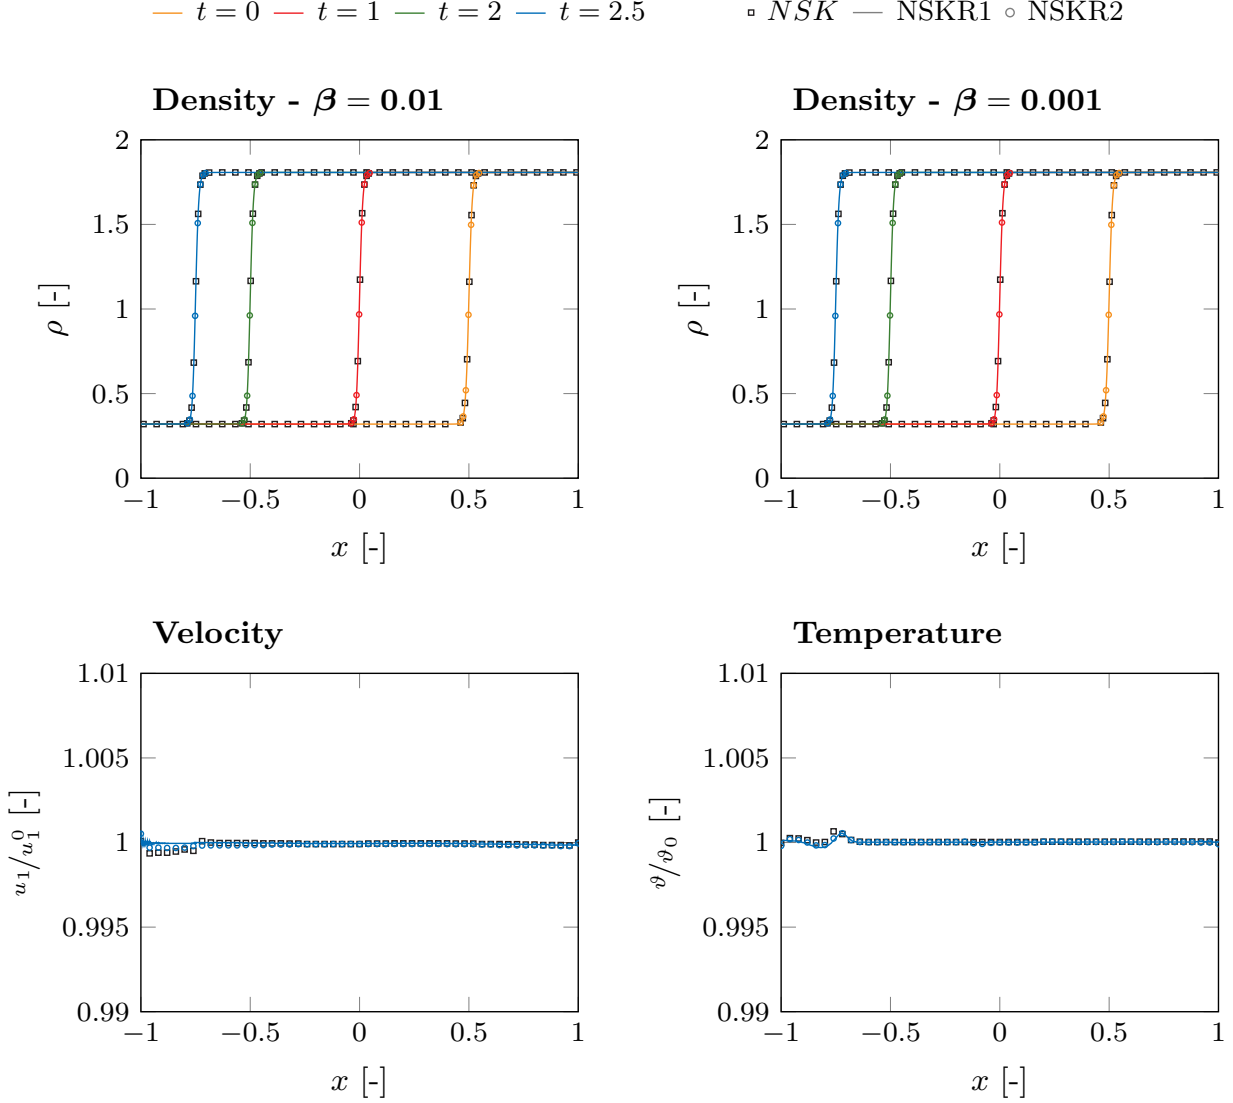 t = 0 t = 1 t = 2 t = 2.5 NSK NSKR1 NSKR2
Density - β = 0.01
2
1.5
1
0.5
0
ρ [-]
−1 −0.5 0 0.5 1
x [-]
Density - β = 0.001
2
1.5
1
0.5
0
ρ [-]
−1 −0.5 0 0.5 1
x [-]
Velocity
1.01
1.005
1
0.995
0.99
u₁/u₁⁰ [-]
−1 −0.5 0 0.5 1
x [-]
Temperature
1.01
1.005
1
0.995
0.99
ϑ/ϑ₀ [-]
−1 −0.5 0 0.5 1
x [-]